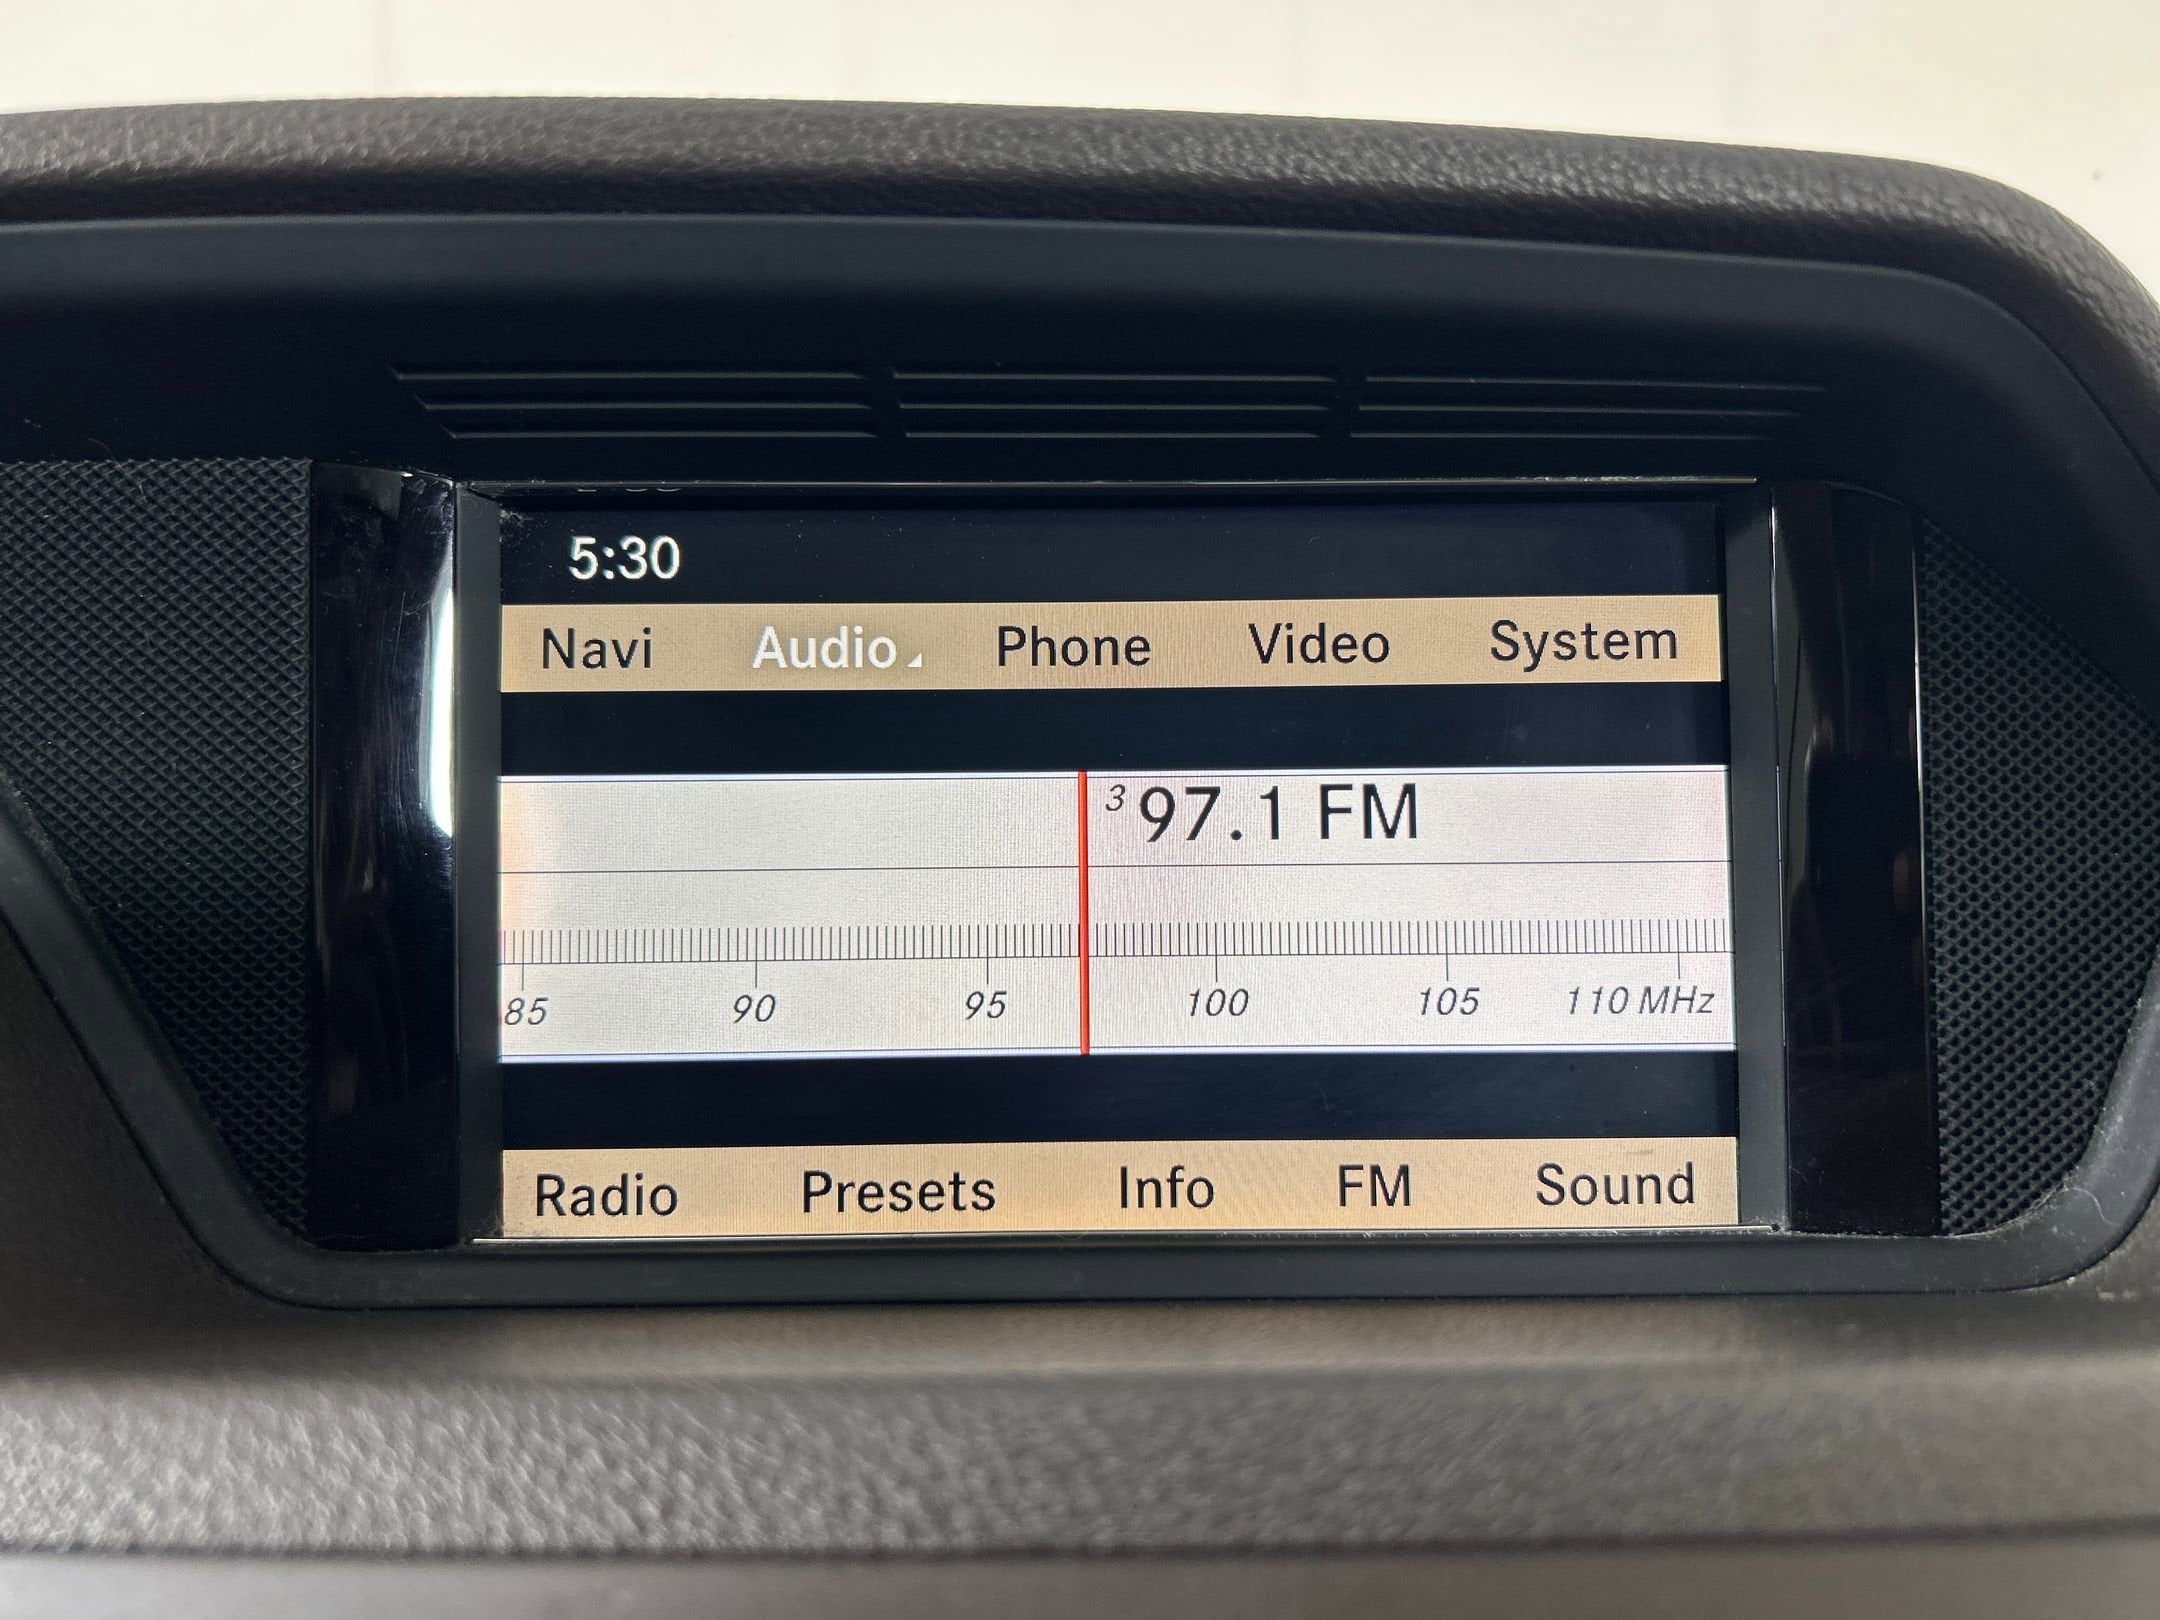 5:30
Navi Audio Phone Video System
3 97.1 FM
85 90 95 100 105 110 MHz
Radio Presets Info FM Sound